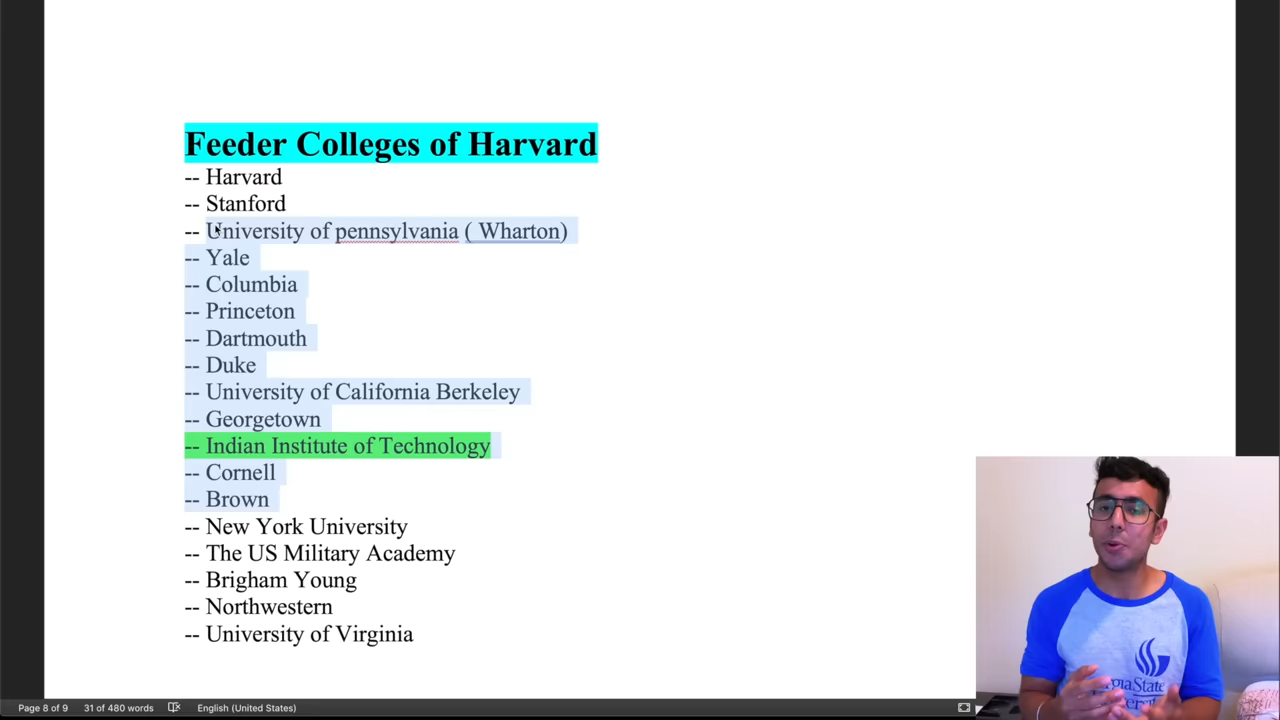 Feeder Colleges of Harvard
-- Harvard
-- Stanford
-- University of pennsylvania ( Wharton)
-- Yale
-- Columbia
-- Princeton
-- Dartmouth
-- Duke
-- University of California Berkeley
-- Georgetown
-- Indian Institute of Technology
-- Cornell
-- Brown
-- New York University
-- The US Military Academy
-- Brigham Young
-- Northwestern
-- University of Virginia
Page 8 of 9 31 of 480 words English (United States)